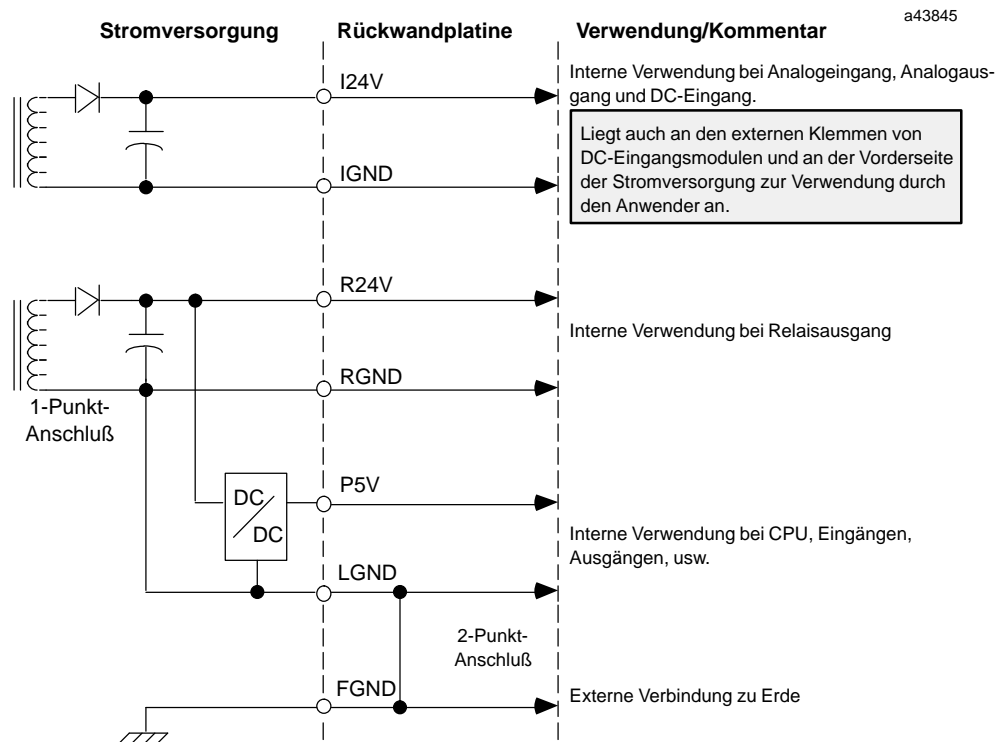 a43845
Stromversorgung
Rückwandplatine
Verwendung/Kommentar
I24V
Interne Verwendung bei Analogeingang, Analogaus-
gang und DC-Eingang.
Liegt auch an den externen Klemmen von
DC-Eingangsmodulen und an der Vorderseite
der Stromversorgung zur Verwendung durch
den Anwender an.
IGND
R24V
Interne Verwendung bei Relaisausgang
RGND
1-Punkt-
Anschluß
P5V
DC
DC
Interne Verwendung bei CPU, Eingängen,
Ausgängen, usw.
LGND
2-Punkt-
Anschluß
FGND
Externe Verbindung zu Erde